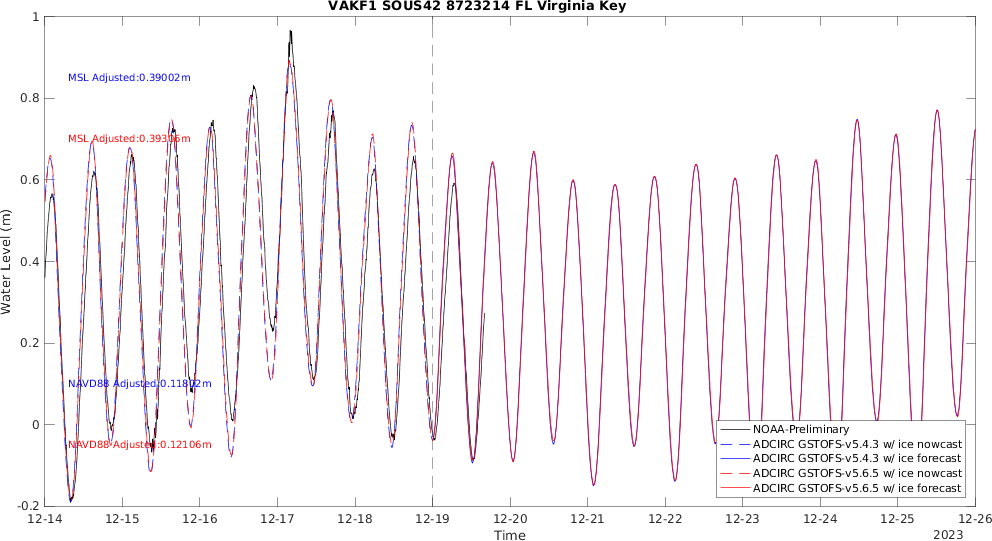 VAKF1 SOUS42 8723214 FL Virginia Key
Water Level (m)
1
0.8
0.6
0.4
0.2
0
-0.2
MSL Adjusted:0.39002m
MSL Adjusted:0.39306m
NAVD88 Adjusted:0.11802m
NAVD88 Adjusted:0.12106m
NOAA-Preliminary
ADCIRC GSTOFS-v5.4.3 w/ ice nowcast
ADCIRC GSTOFS-v5.4.3 w/ ice forecast
ADCIRC GSTOFS-v5.6.5 w/ ice nowcast
ADCIRC GSTOFS-v5.6.5 w/ ice forecast
12-14 12-15 12-16 12-17 12-18 12-19 12-20 12-21 12-22 12-23 12-24 12-25 12-26
Time
2023